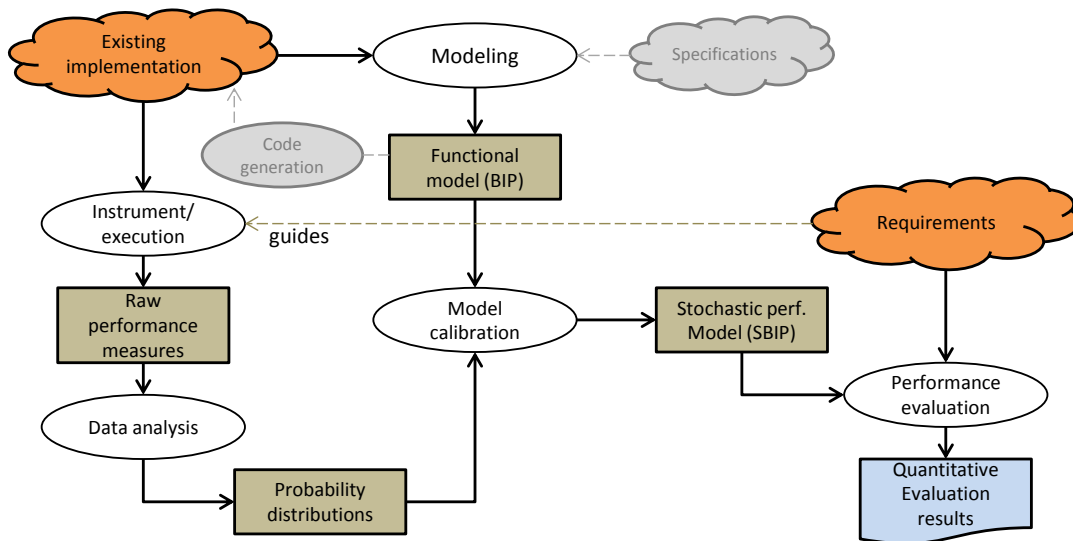 Existing
implementation
Modeling
Specifications
Code
generation
Functional
model (BIP)
Instrument/
execution
guides
Requirements
Raw
performance
measures
Model
calibration
Stochastic perf.
Model (SBIP)
Performance
evaluation
Data analysis
Probability
distributions
Quantitative
Evaluation
results